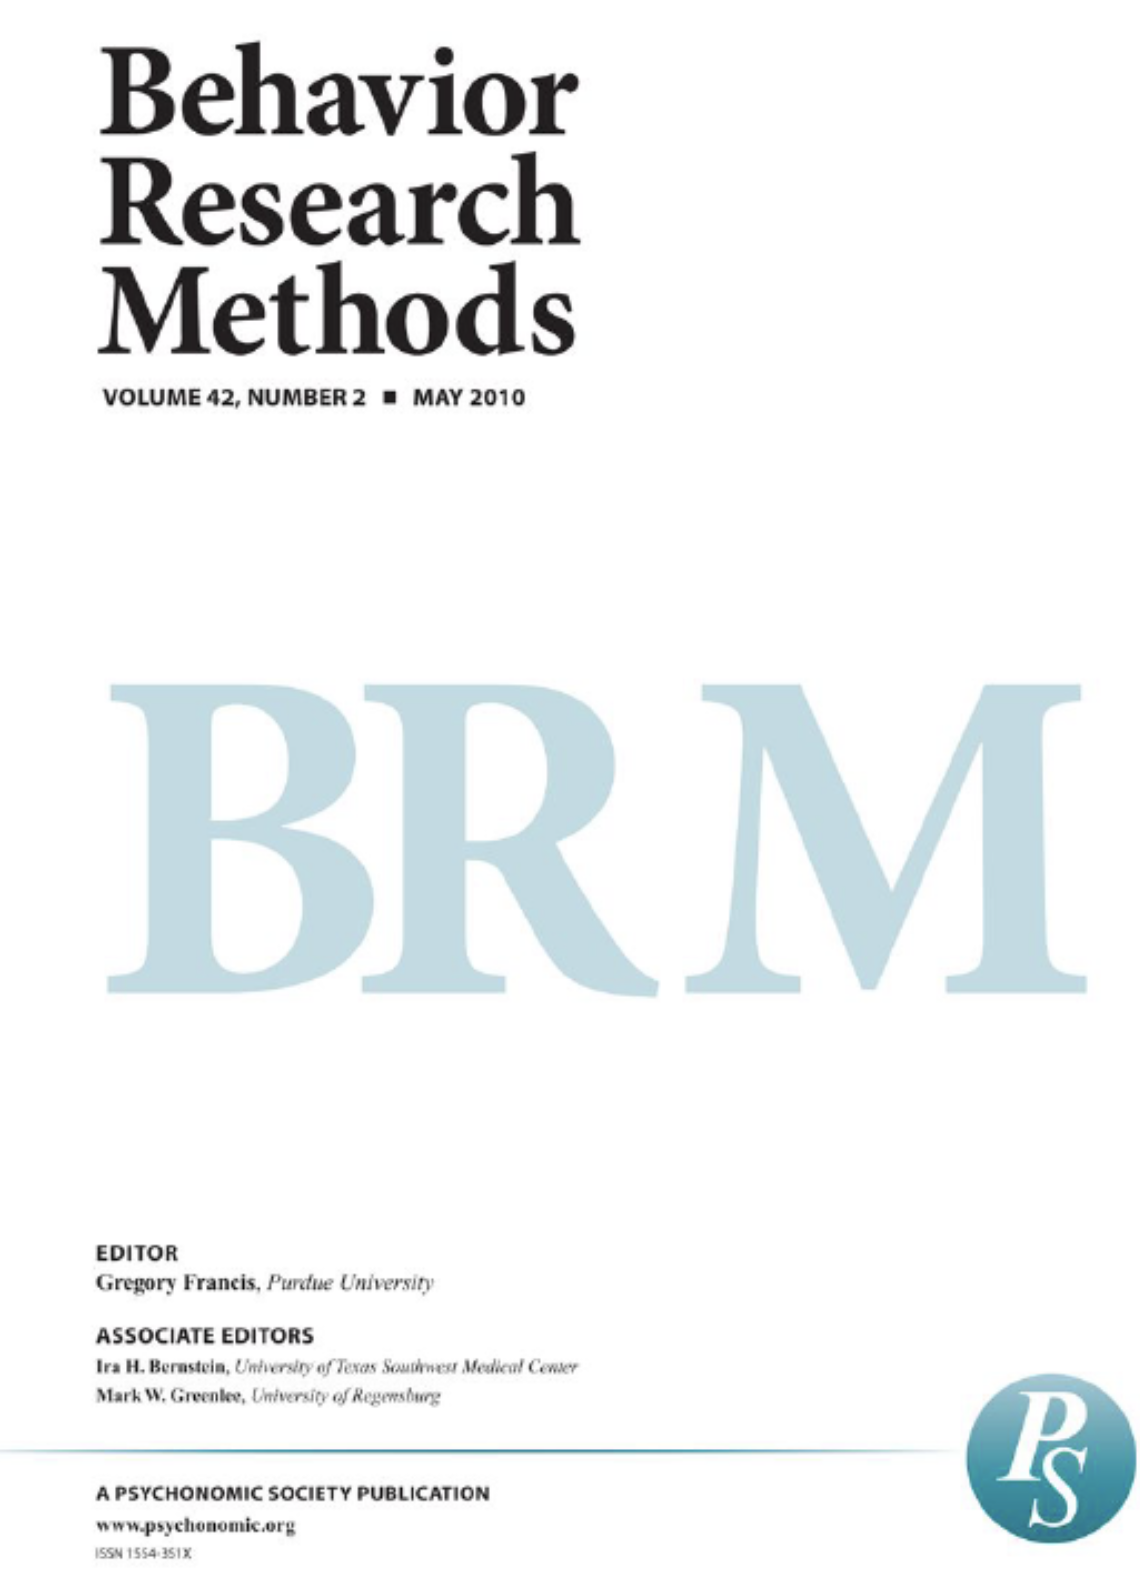 Behavior
Research
Methods
VOLUME 42, NUMBER 2 ■ MAY 2010
BRM
EDITOR
Gregory Francis, Purdue University
ASSOCIATE EDITORS
Ira H. Bernstein, University of Texas Southwest Medical Center
Mark W. Greenlee, University of Regensburg
PS
A PSYCHONOMIC SOCIETY PUBLICATION
www.psychonomic.org
ISSN 1554-351X